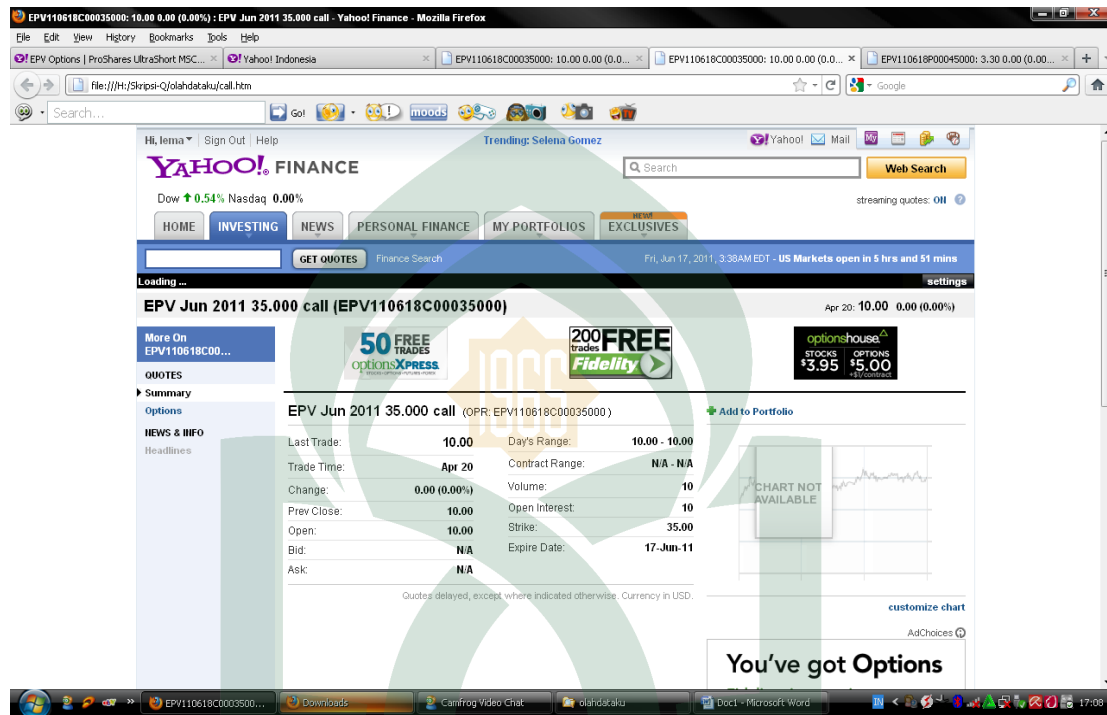 EPV110618C00035000: 10.00 0.00 (0.00%) : EPV Jun 2011 35.000 call - Yahoo! Finance - Mozilla Firefox
File Edit View History Bookmarks Tools Help
EPV Options | ProShares UltraShort MSC... Yahoo! Indonesia EPV110618C00035000: 10.00 0.00 (0.0... EPV110618C00035000: 10.00 0.00 (0.0... EPV110618P00045000: 3.30 0.00 (0.00...
file:///H:/Skripsi-Q/olahdataku/call.htm Google
Search... Go! moods
Hi, lema Sign Out Help Trending: Selena Gomez Yahoo! Mail My
YAHOO! FINANCE Search Web Search
Dow 0.54% Nasdaq 0.00% streaming quotes: ON
NEW!
HOME INVESTING NEWS PERSONAL FINANCE MY PORTFOLIOS EXCLUSIVES
GET QUOTES Finance Search Fri, Jun 17, 2011, 3:38AM EDT - US Markets open in 5 hrs and 51 mins
Loading ... settings
EPV Jun 2011 35.000 call (EPV110618C00035000) Apr 20: 10.00 0.00 (0.00%)
More On
EPV110618C00...
QUOTES
Summary
Options
NEWS & INFO
Headlines
50 FREE TRADES
optionsXpress
200 trades FREE
Fidelity
optionshouse
STOCKS $3.95 OPTIONS $5.00
+$1/contract
1965
EPV Jun 2011 35.000 call (OPR: EPV110618C00035000 )
Last Trade: 10.00
Trade Time: Apr 20
Change: 0.00 (0.00%)
Prev Close: 10.00
Open: 10.00
Bid: N/A
Ask: N/A
Day's Range: 10.00 - 10.00
Contract Range: N/A - N/A
Volume: 10
Open Interest: 10
Strike: 35.00
Expire Date: 17-Jun-11
Quotes delayed, except where indicated otherwise. Currency in USD.
Add to Portfolio
CHART NOT
AVAILABLE
customize chart
AdChoices
You've got Options
EPV110618C0003500... Downloads Camfrog Video Chat olahdataku Doc1 - Microsoft Word IN 17:08